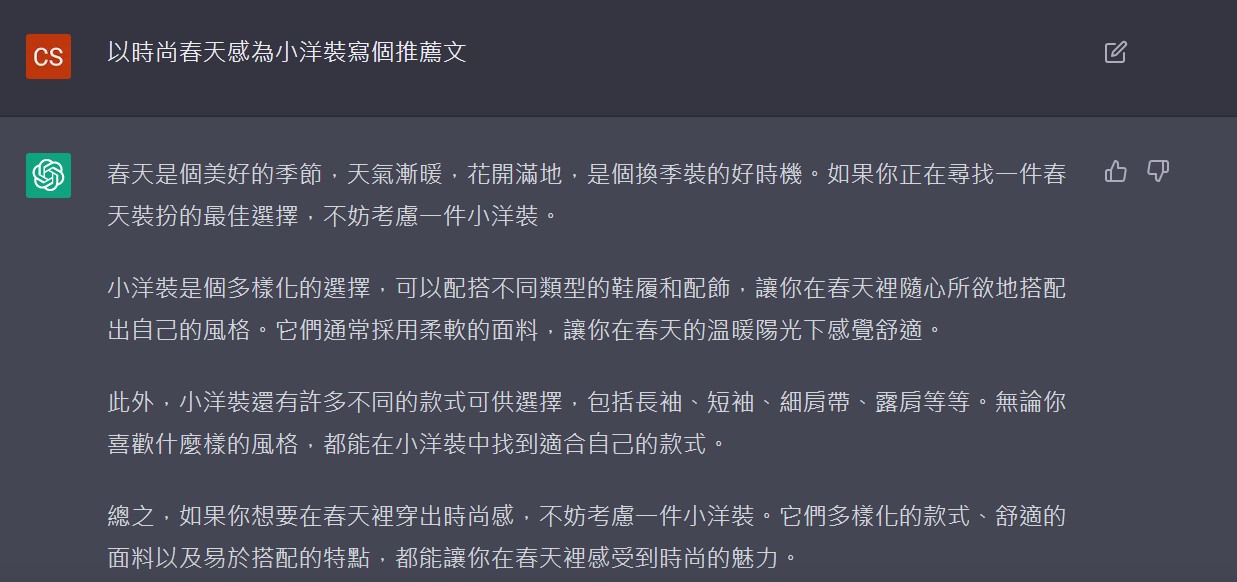 CS
以時尚春天感為小洋裝寫個推薦文
春天是個美好的季節，天氣漸暖，花開滿地，是個換季裝的好時機。如果你正在尋找一件春
天裝扮的最佳選擇，不妨考慮一件小洋裝。
小洋裝是個多樣化的選擇，可以配搭不同類型的鞋履和配飾，讓你在春天裡隨心所欲地搭配
出自己的風格。它們通常採用柔軟的面料，讓你在春天的溫暖陽光下感覺舒適。
此外，小洋裝還有許多不同的款式可供選擇，包括長袖、短袖、細肩帶、露肩等等。無論你
喜歡什麼樣的風格，都能在小洋裝中找到適合自己的款式。
總之，如果你想要在春天裡穿出時尚感，不妨考慮一件小洋裝。它們多樣化的款式、舒適的
面料以及易於搭配的特點，都能讓你在春天裡感受到時尚的魅力。